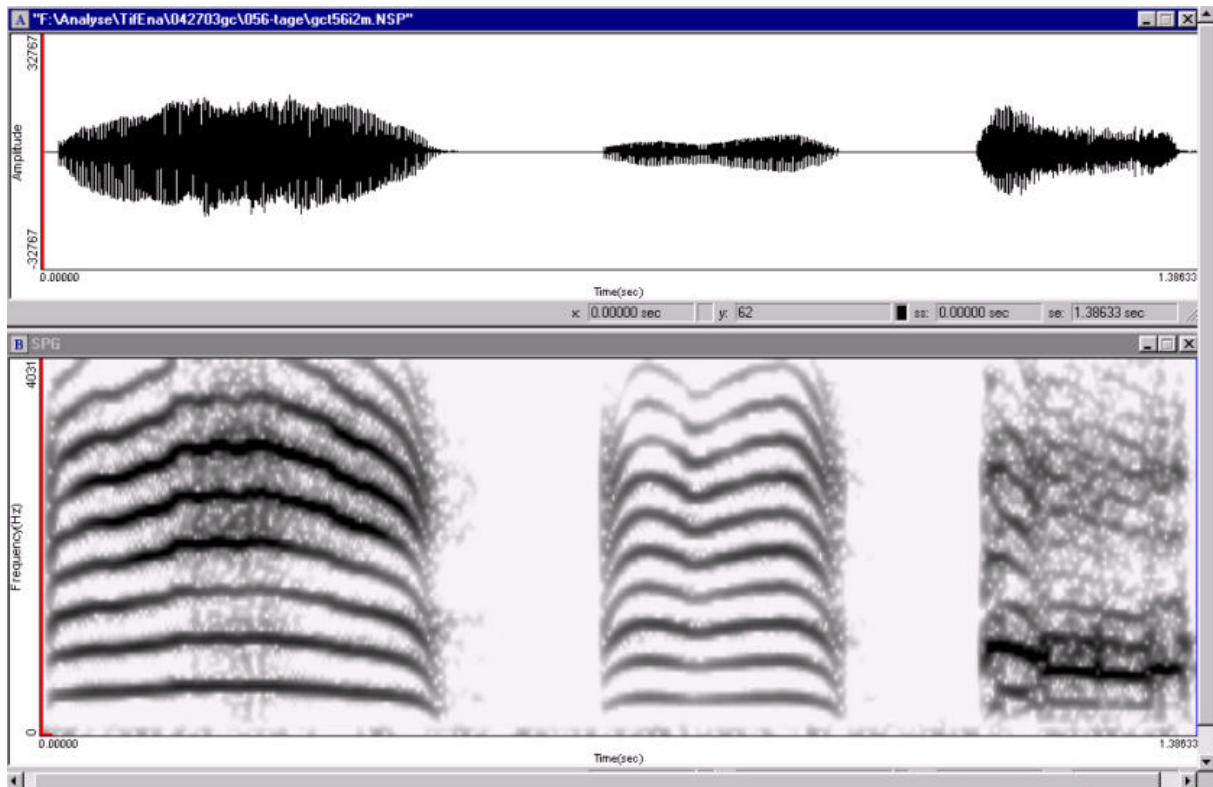 A "F:\Analyse\TifEna\042703gc\056-tage\gct56i2m.NSP"
32767
Amplitude
-32767
0.00000
1.38633
Time(sec)
x: 0.00000 sec y: 62 ss: 0.00000 sec se: 1.38633 sec
B SPG
4031
Frequency(Hz)
0
0.00000
1.38633
Time(sec)